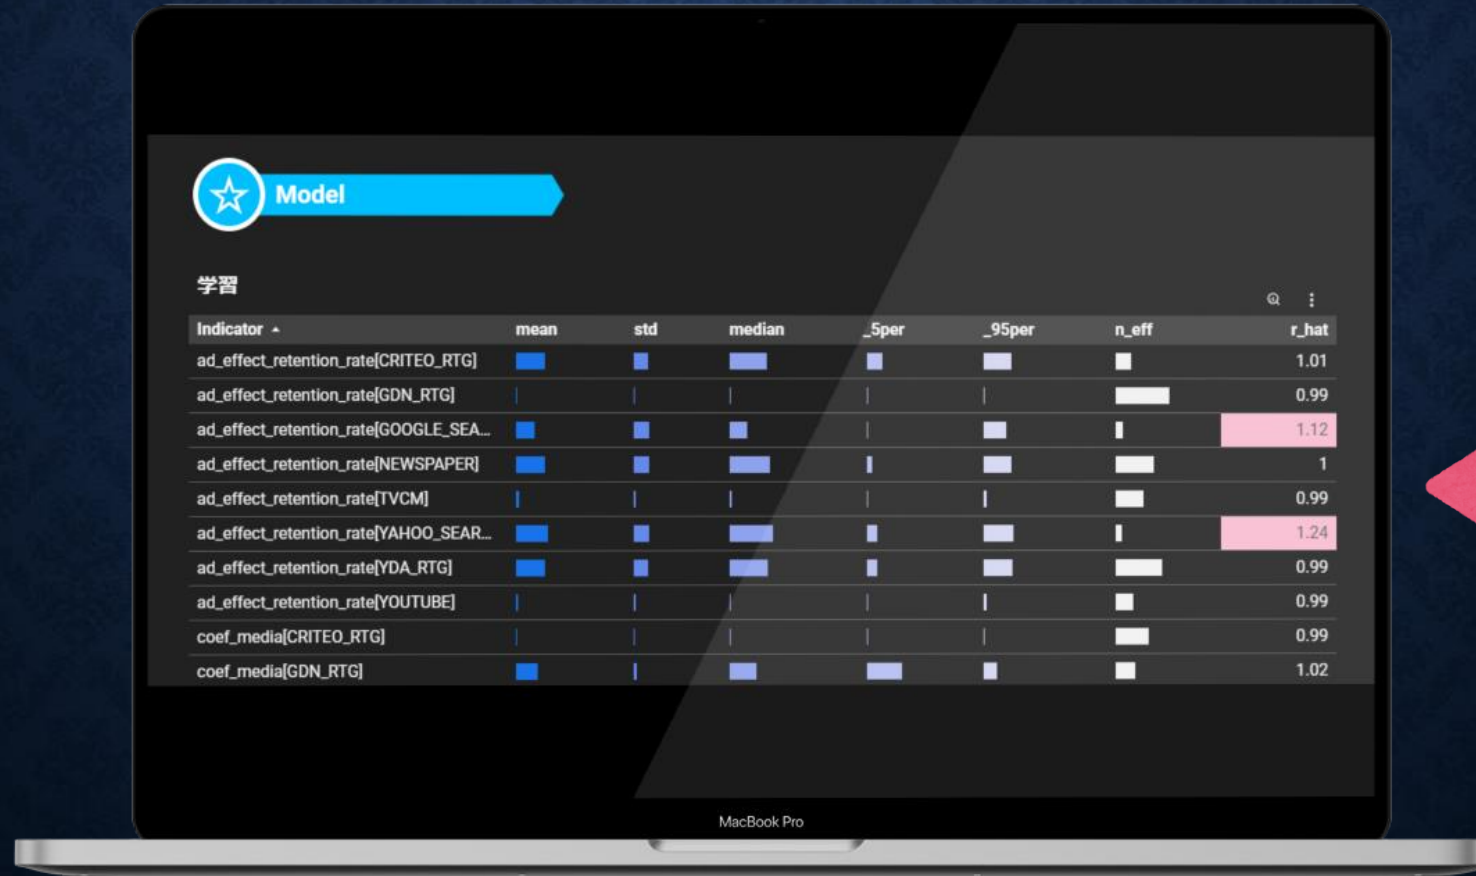 Model
学習
Indicator mean std median _5per _95per n_eff r_hat
ad_effect_retention_rate[CRITEO_RTG] 1.01
ad_effect_retention_rate[GDN_RTG] 0.99
ad_effect_retention_rate[GOOGLE_SEA... 1.12
ad_effect_retention_rate[NEWSPAPER] 1
ad_effect_retention_rate[TVCM] 0.99
ad_effect_retention_rate[YAHOO_SEAR... 1.24
ad_effect_retention_rate[YDA_RTG] 0.99
ad_effect_retention_rate[YOUTUBE] 0.99
coef_media[CRITEO_RTG] 0.99
coef_media[GDN_RTG] 1.02
MacBook Pro